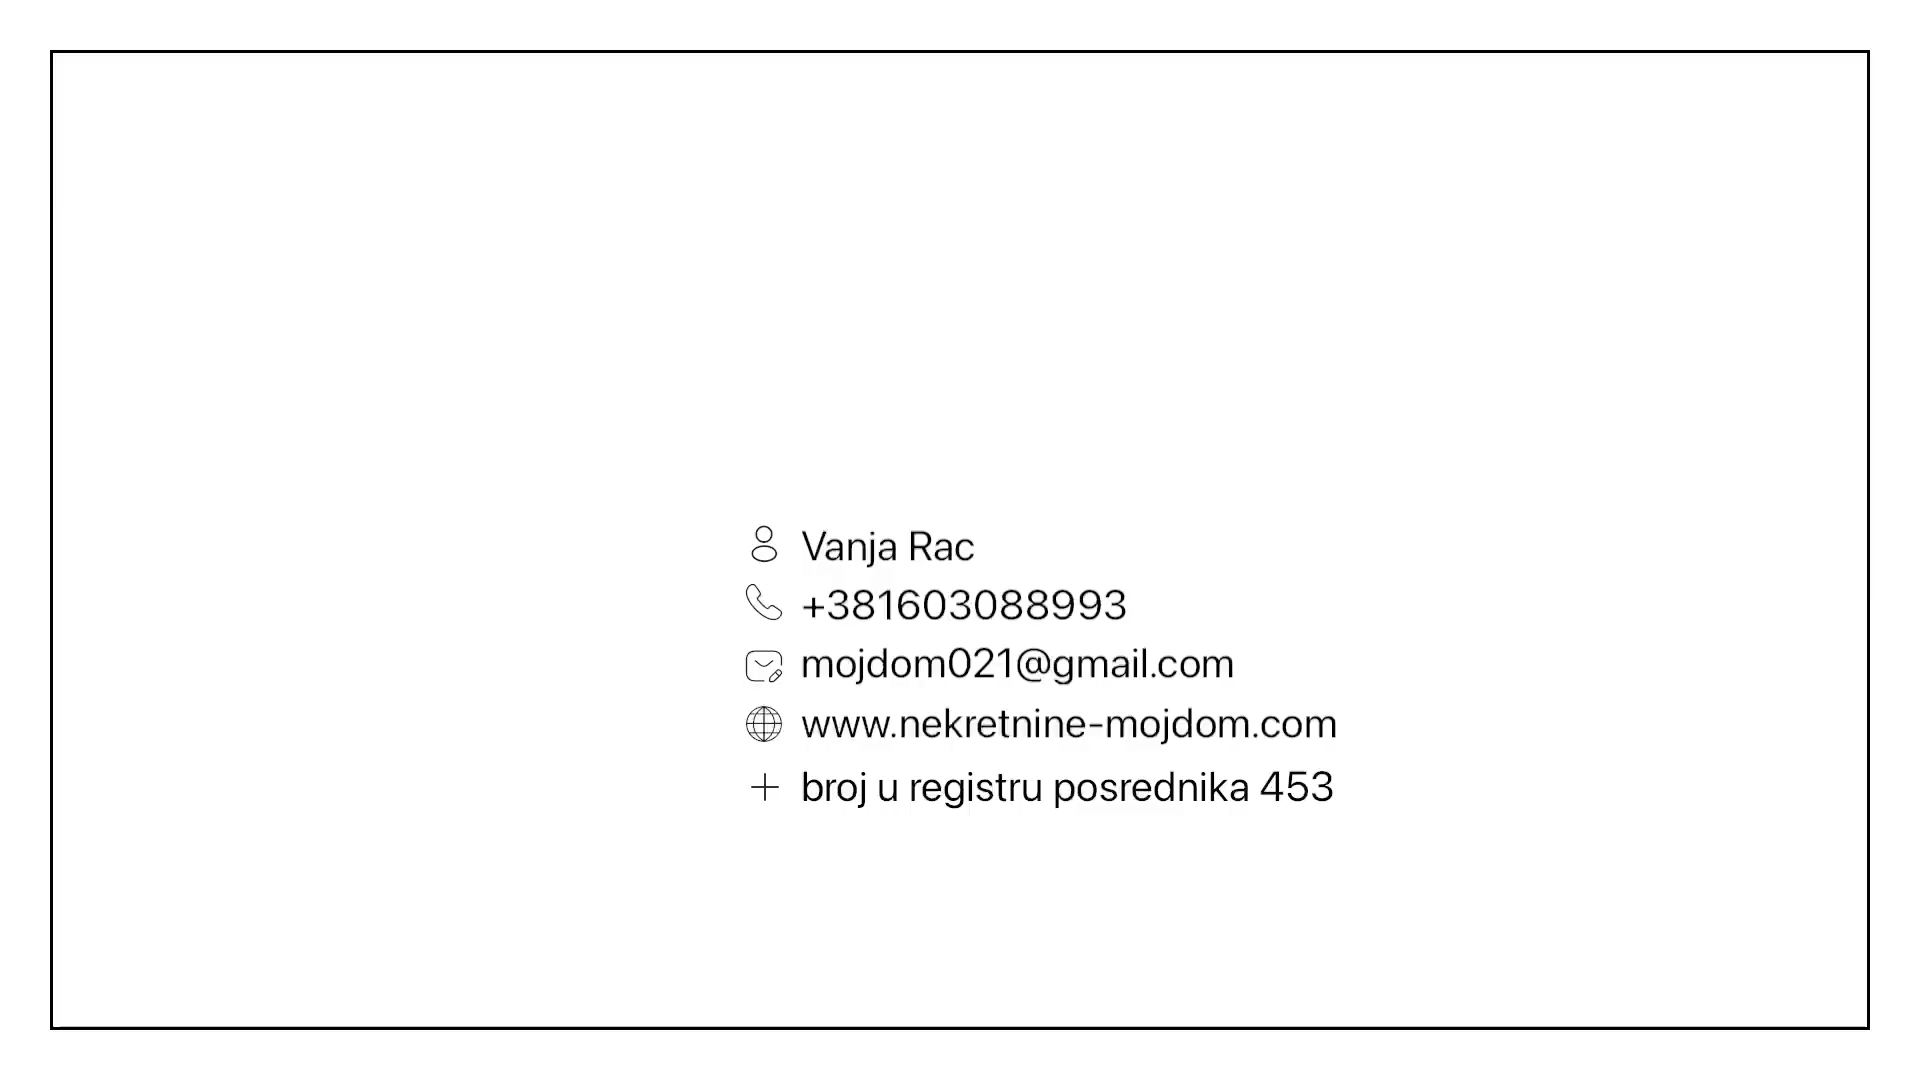 Vanja Rac
+381603088993
mojdom021@gmail.com
www.nekretnine-mojdom.com
broj u registru posrednika 453